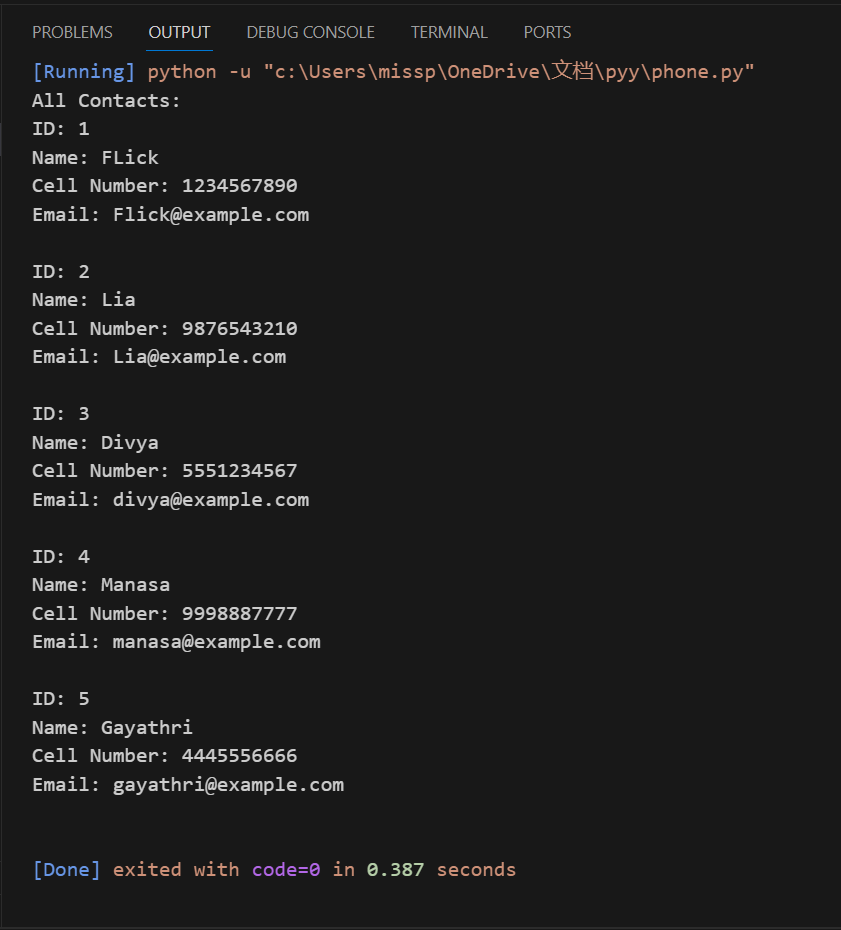 PROBLEMS OUTPUT DEBUG CONSOLE TERMINAL PORTS
[Running] python -u "c:\Users\missp\OneDrive\文档\pyy\phone.py"
All Contacts:
ID: 1
Name: FLick
Cell Number: 1234567890
Email: Flick@example.com
ID: 2
Name: Lia
Cell Number: 9876543210
Email: Lia@example.com
ID: 3
Name: Divya
Cell Number: 5551234567
Email: divya@example.com
ID: 4
Name: Manasa
Cell Number: 9998887777
Email: manasa@example.com
ID: 5
Name: Gayathri
Cell Number: 4445556666
Email: gayathri@example.com
[Done] exited with code=0 in 0.387 seconds